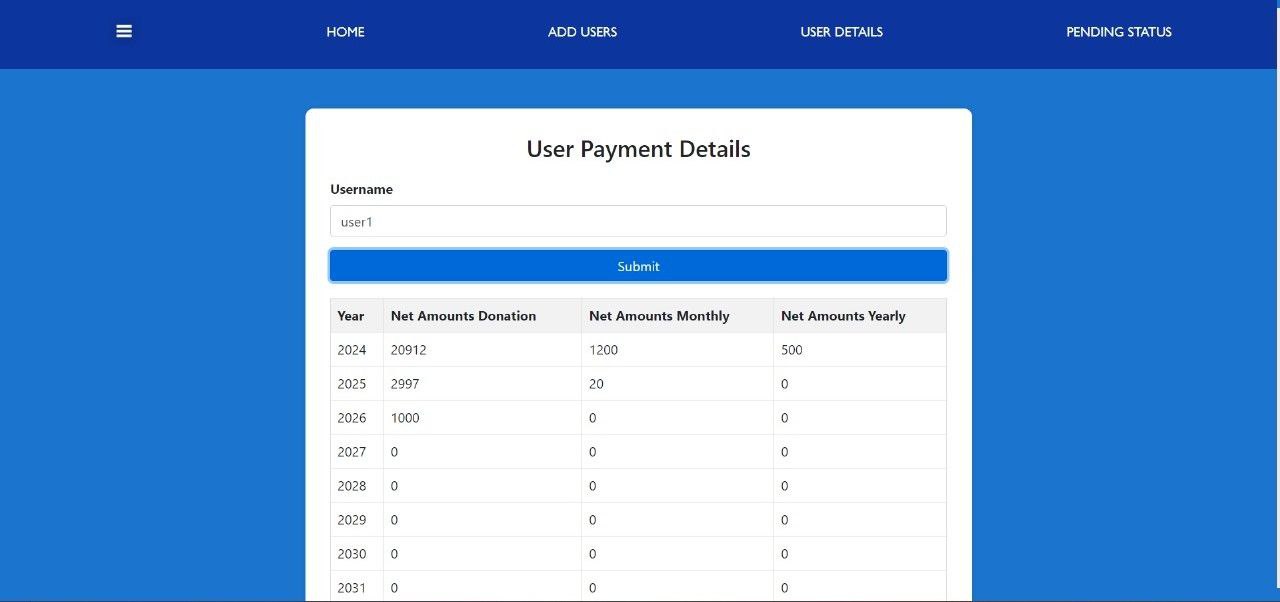 HOME ADD USERS USER DETAILS PENDING STATUS
User Payment Details
Username
user1
Submit
Year Net Amounts Donation Net Amounts Monthly Net Amounts Yearly
2024 20912 1200 500
2025 2997 20 0
2026 1000 0 0
2027 0 0 0
2028 0 0 0
2029 0 0 0
2030 0 0 0
2031 0 0 0